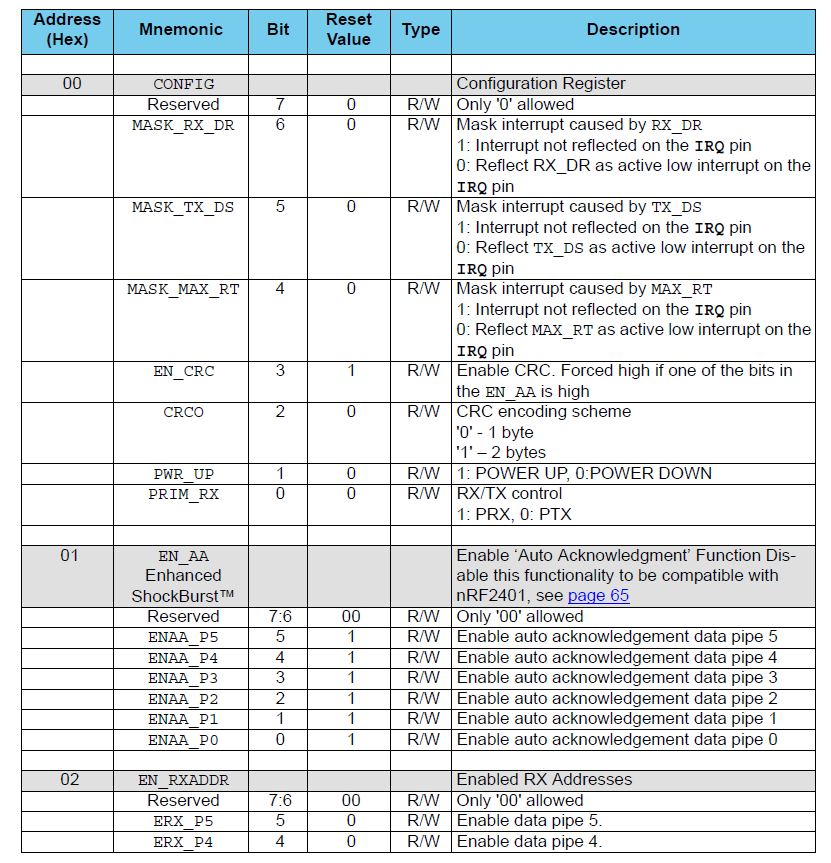 Address (Hex) Mnemonic Bit Reset Value Type Description
00 CONFIG Configuration Register
Reserved 7 0 R/W Only '0' allowed
MASK_RX_DR 6 0 R/W Mask interrupt caused by RX_DR
1: Interrupt not reflected on the IRQ pin
0: Reflect RX_DR as active low interrupt on the
IRQ pin
MASK_TX_DS 5 0 R/W Mask interrupt caused by TX_DS
1: Interrupt not reflected on the IRQ pin
0: Reflect TX_DS as active low interrupt on the
IRQ pin
MASK_MAX_RT 4 0 R/W Mask interrupt caused by MAX_RT
1: Interrupt not reflected on the IRQ pin
0: Reflect MAX_RT as active low interrupt on the
IRQ pin
EN_CRC 3 1 R/W Enable CRC. Forced high if one of the bits in
the EN_AA is high
CRCO 2 0 R/W CRC encoding scheme
'0' - 1 byte
'1' – 2 bytes
PWR_UP 1 0 R/W 1: POWER UP, 0:POWER DOWN
PRIM_RX 0 0 R/W RX/TX control
1: PRX, 0: PTX
01 EN_AA Enable ‘Auto Acknowledgment’ Function Dis-
Enhanced able this functionality to be compatible with
ShockBurst™ nRF2401, see page 65
Reserved 7:6 00 R/W Only '00' allowed
ENAA_P5 5 1 R/W Enable auto acknowledgement data pipe 5
ENAA_P4 4 1 R/W Enable auto acknowledgement data pipe 4
ENAA_P3 3 1 R/W Enable auto acknowledgement data pipe 3
ENAA_P2 2 1 R/W Enable auto acknowledgement data pipe 2
ENAA_P1 1 1 R/W Enable auto acknowledgement data pipe 1
ENAA_P0 0 1 R/W Enable auto acknowledgement data pipe 0
02 EN_RXADDR Enabled RX Addresses
Reserved 7:6 00 R/W Only '00' allowed
ERX_P5 5 0 R/W Enable data pipe 5.
ERX_P4 4 0 R/W Enable data pipe 4.